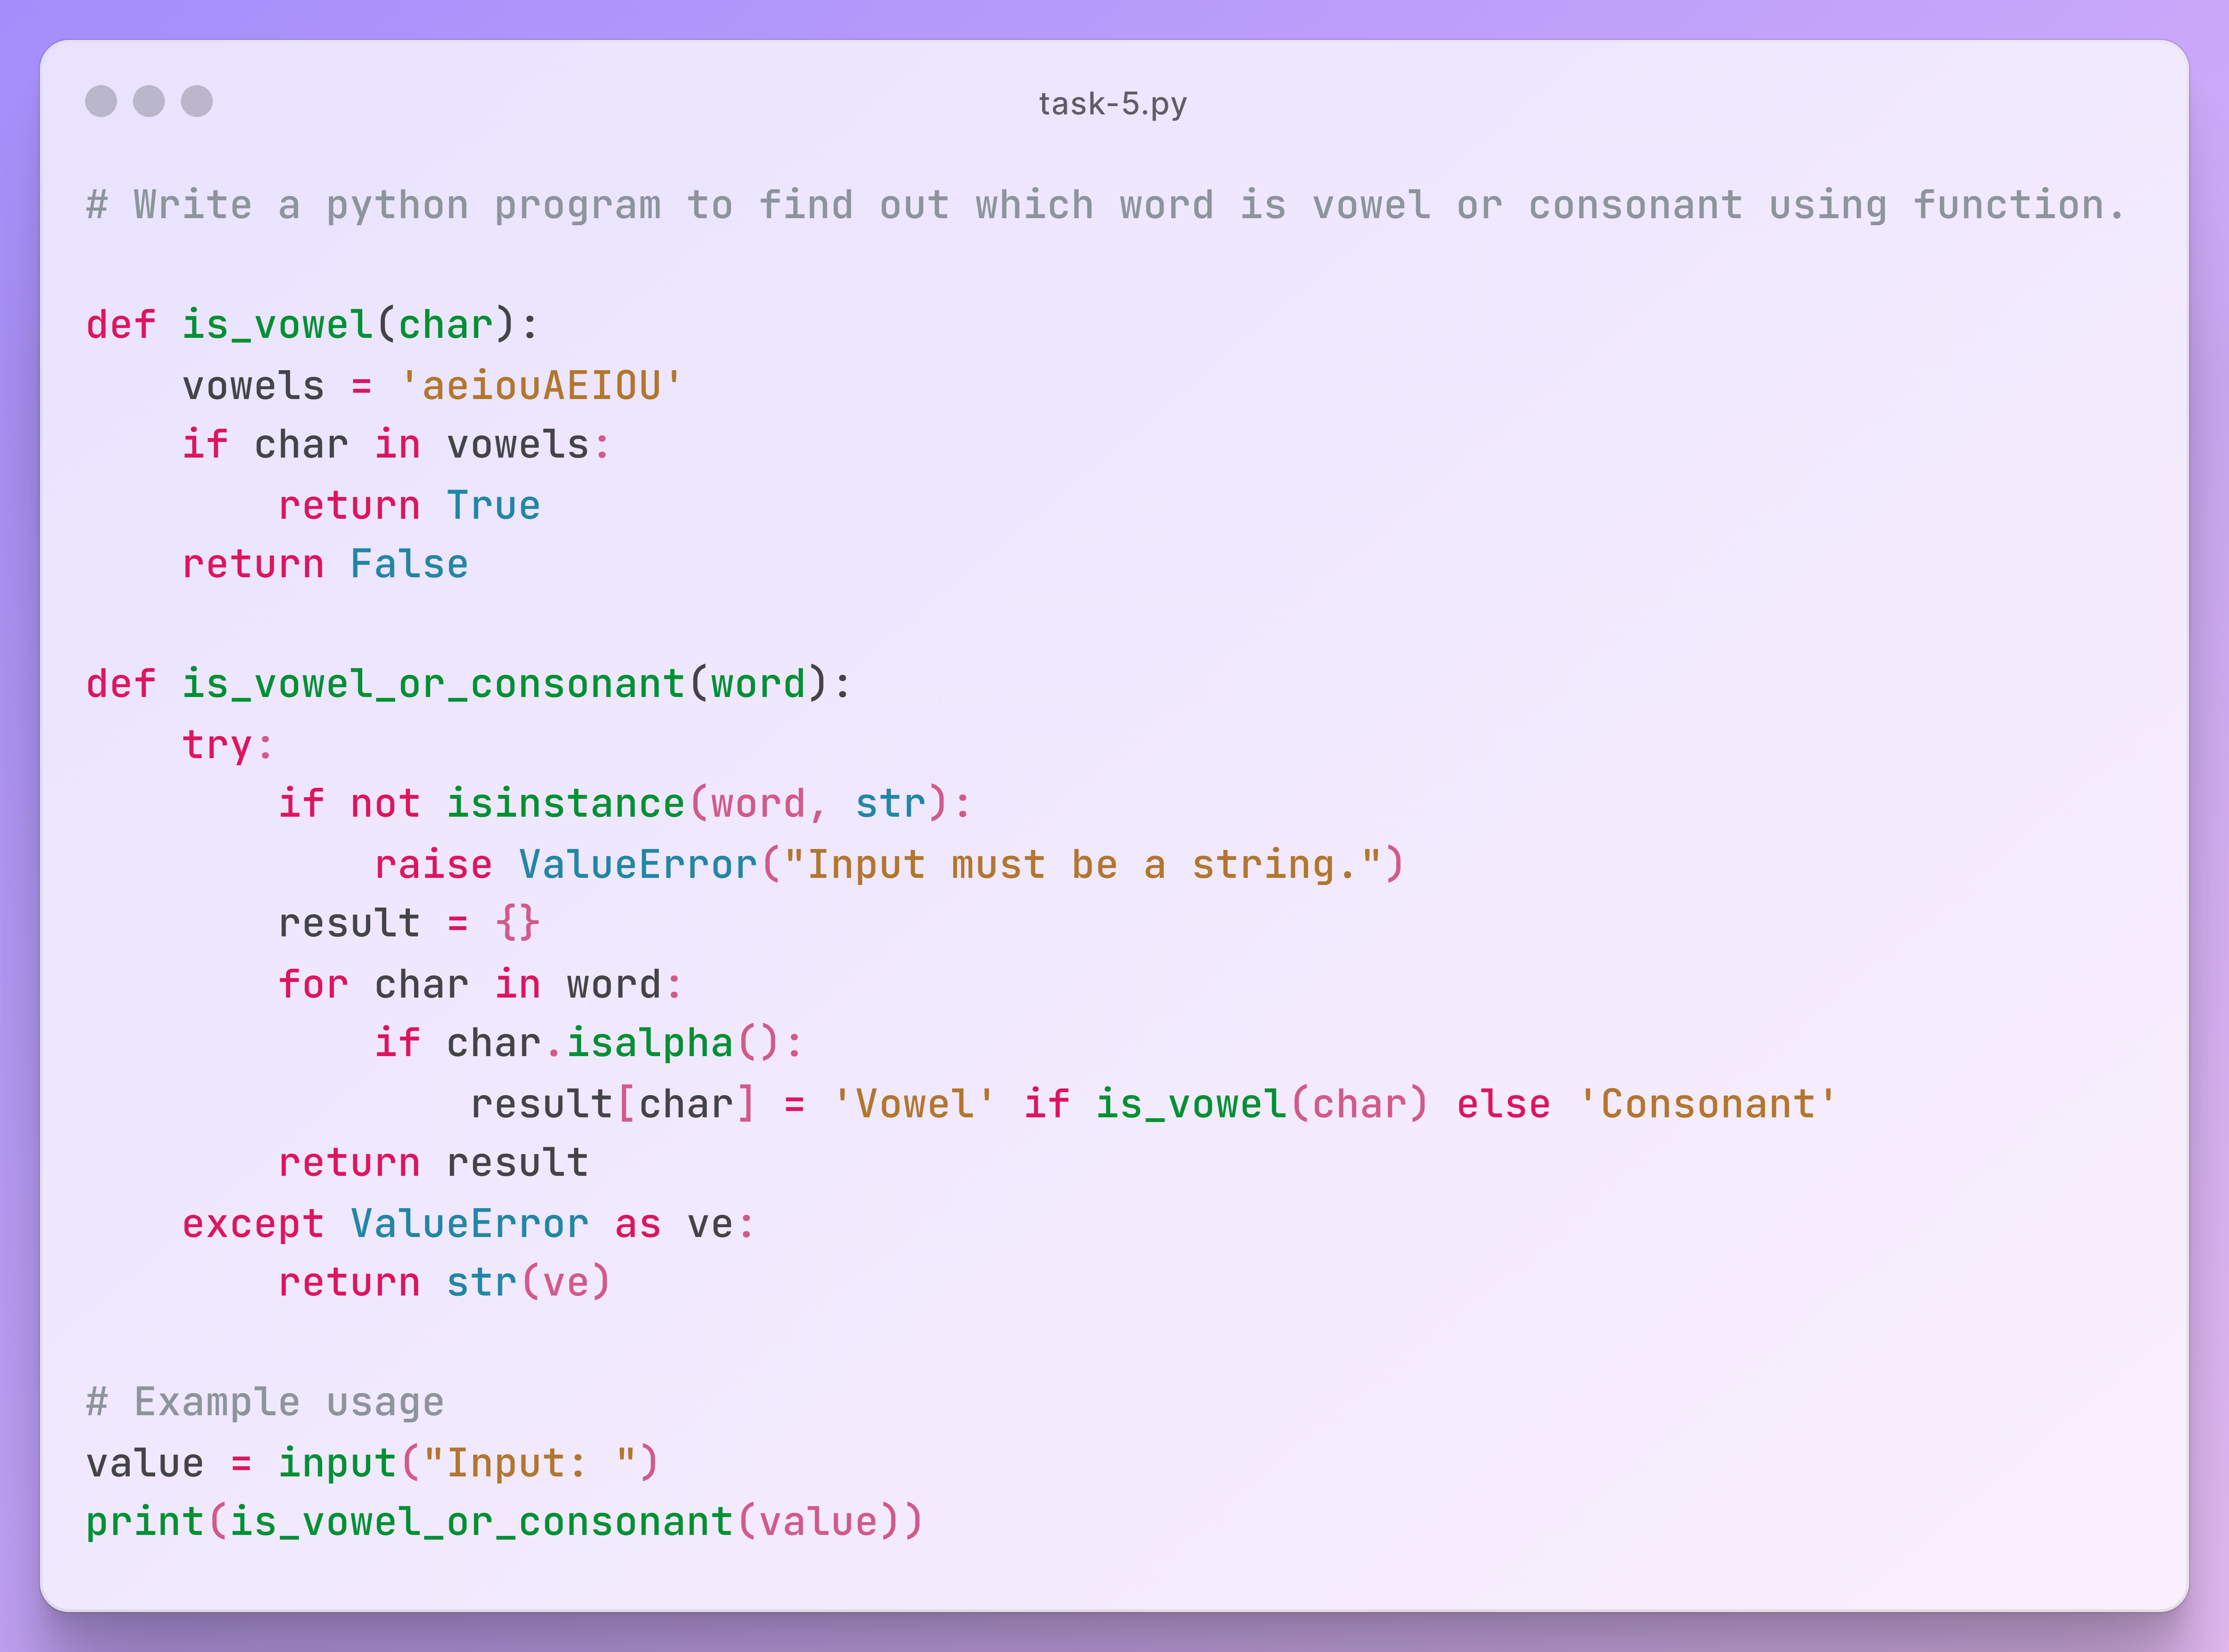 task-5.py
# Write a python program to find out which word is vowel or consonant using function.
def is_vowel(char):
    vowels = 'aeiouAEIOU'
    if char in vowels:
        return True
    return False
def is_vowel_or_consonant(word):
    try:
        if not isinstance(word, str):
            raise ValueError("Input must be a string.")
        result = {}
        for char in word:
            if char.isalpha():
                result[char] = 'Vowel' if is_vowel(char) else 'Consonant'
        return result
    except ValueError as ve:
        return str(ve)
# Example usage
value = input("Input: ")
print(is_vowel_or_consonant(value))